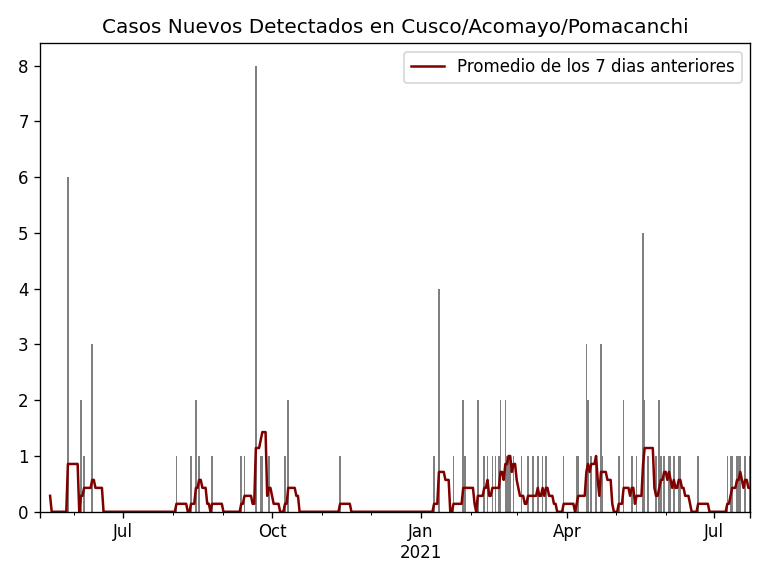 Casos Nuevos Detectados en Cusco/Acomayo/Pomacanchi
Promedio de los 7 dias anteriores
8
7
6
5
4
3
2
1
0
Jul
Oct
Jan
Apr
Jul
2021